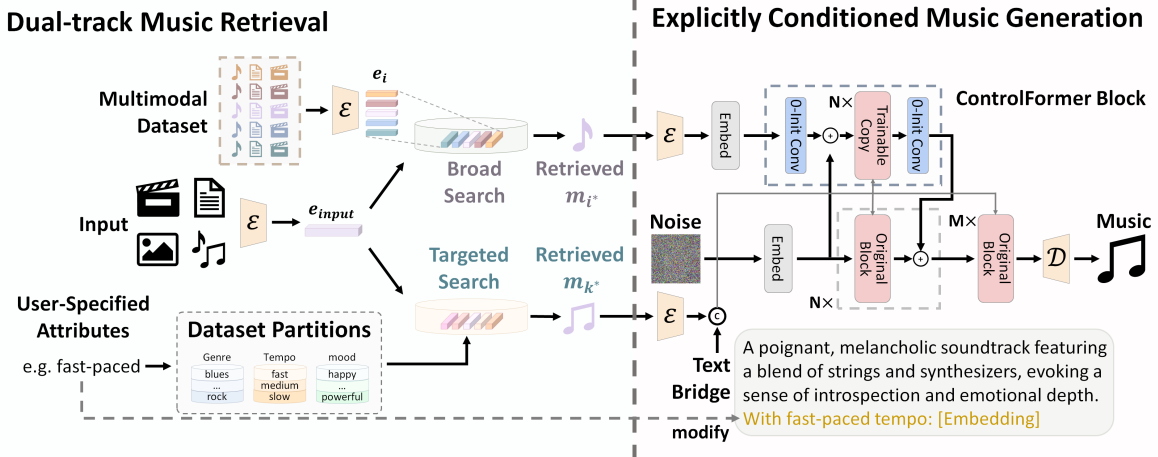 Dual-track Music Retrieval
Multimodal
Dataset
ℰ
e_i
Broad
Search
Retrieved
m_{i*}
Input
ℰ
e_{input}
Targeted
Search
Retrieved
m_{k*}
User-Specified
Attributes
e.g. fast-paced
Dataset Partitions
Genre
blues
...
rock
Tempo
fast
medium
slow
mood
happy
...
powerful
Explicitly Conditioned Music Generation
ControlFormer Block
ℰ
Embed
0-Init Conv
+
N×
Trainable
Copy
0-Init Conv
Noise
Embed
Original
Block
N×
+
M×
Original
Block
𝒟
Music
ℰ
C
Text
Bridge
modify
A poignant, melancholic soundtrack featuring
a blend of strings and synthesizers, evoking a
sense of introspection and emotional depth.
With fast-paced tempo: [Embedding]